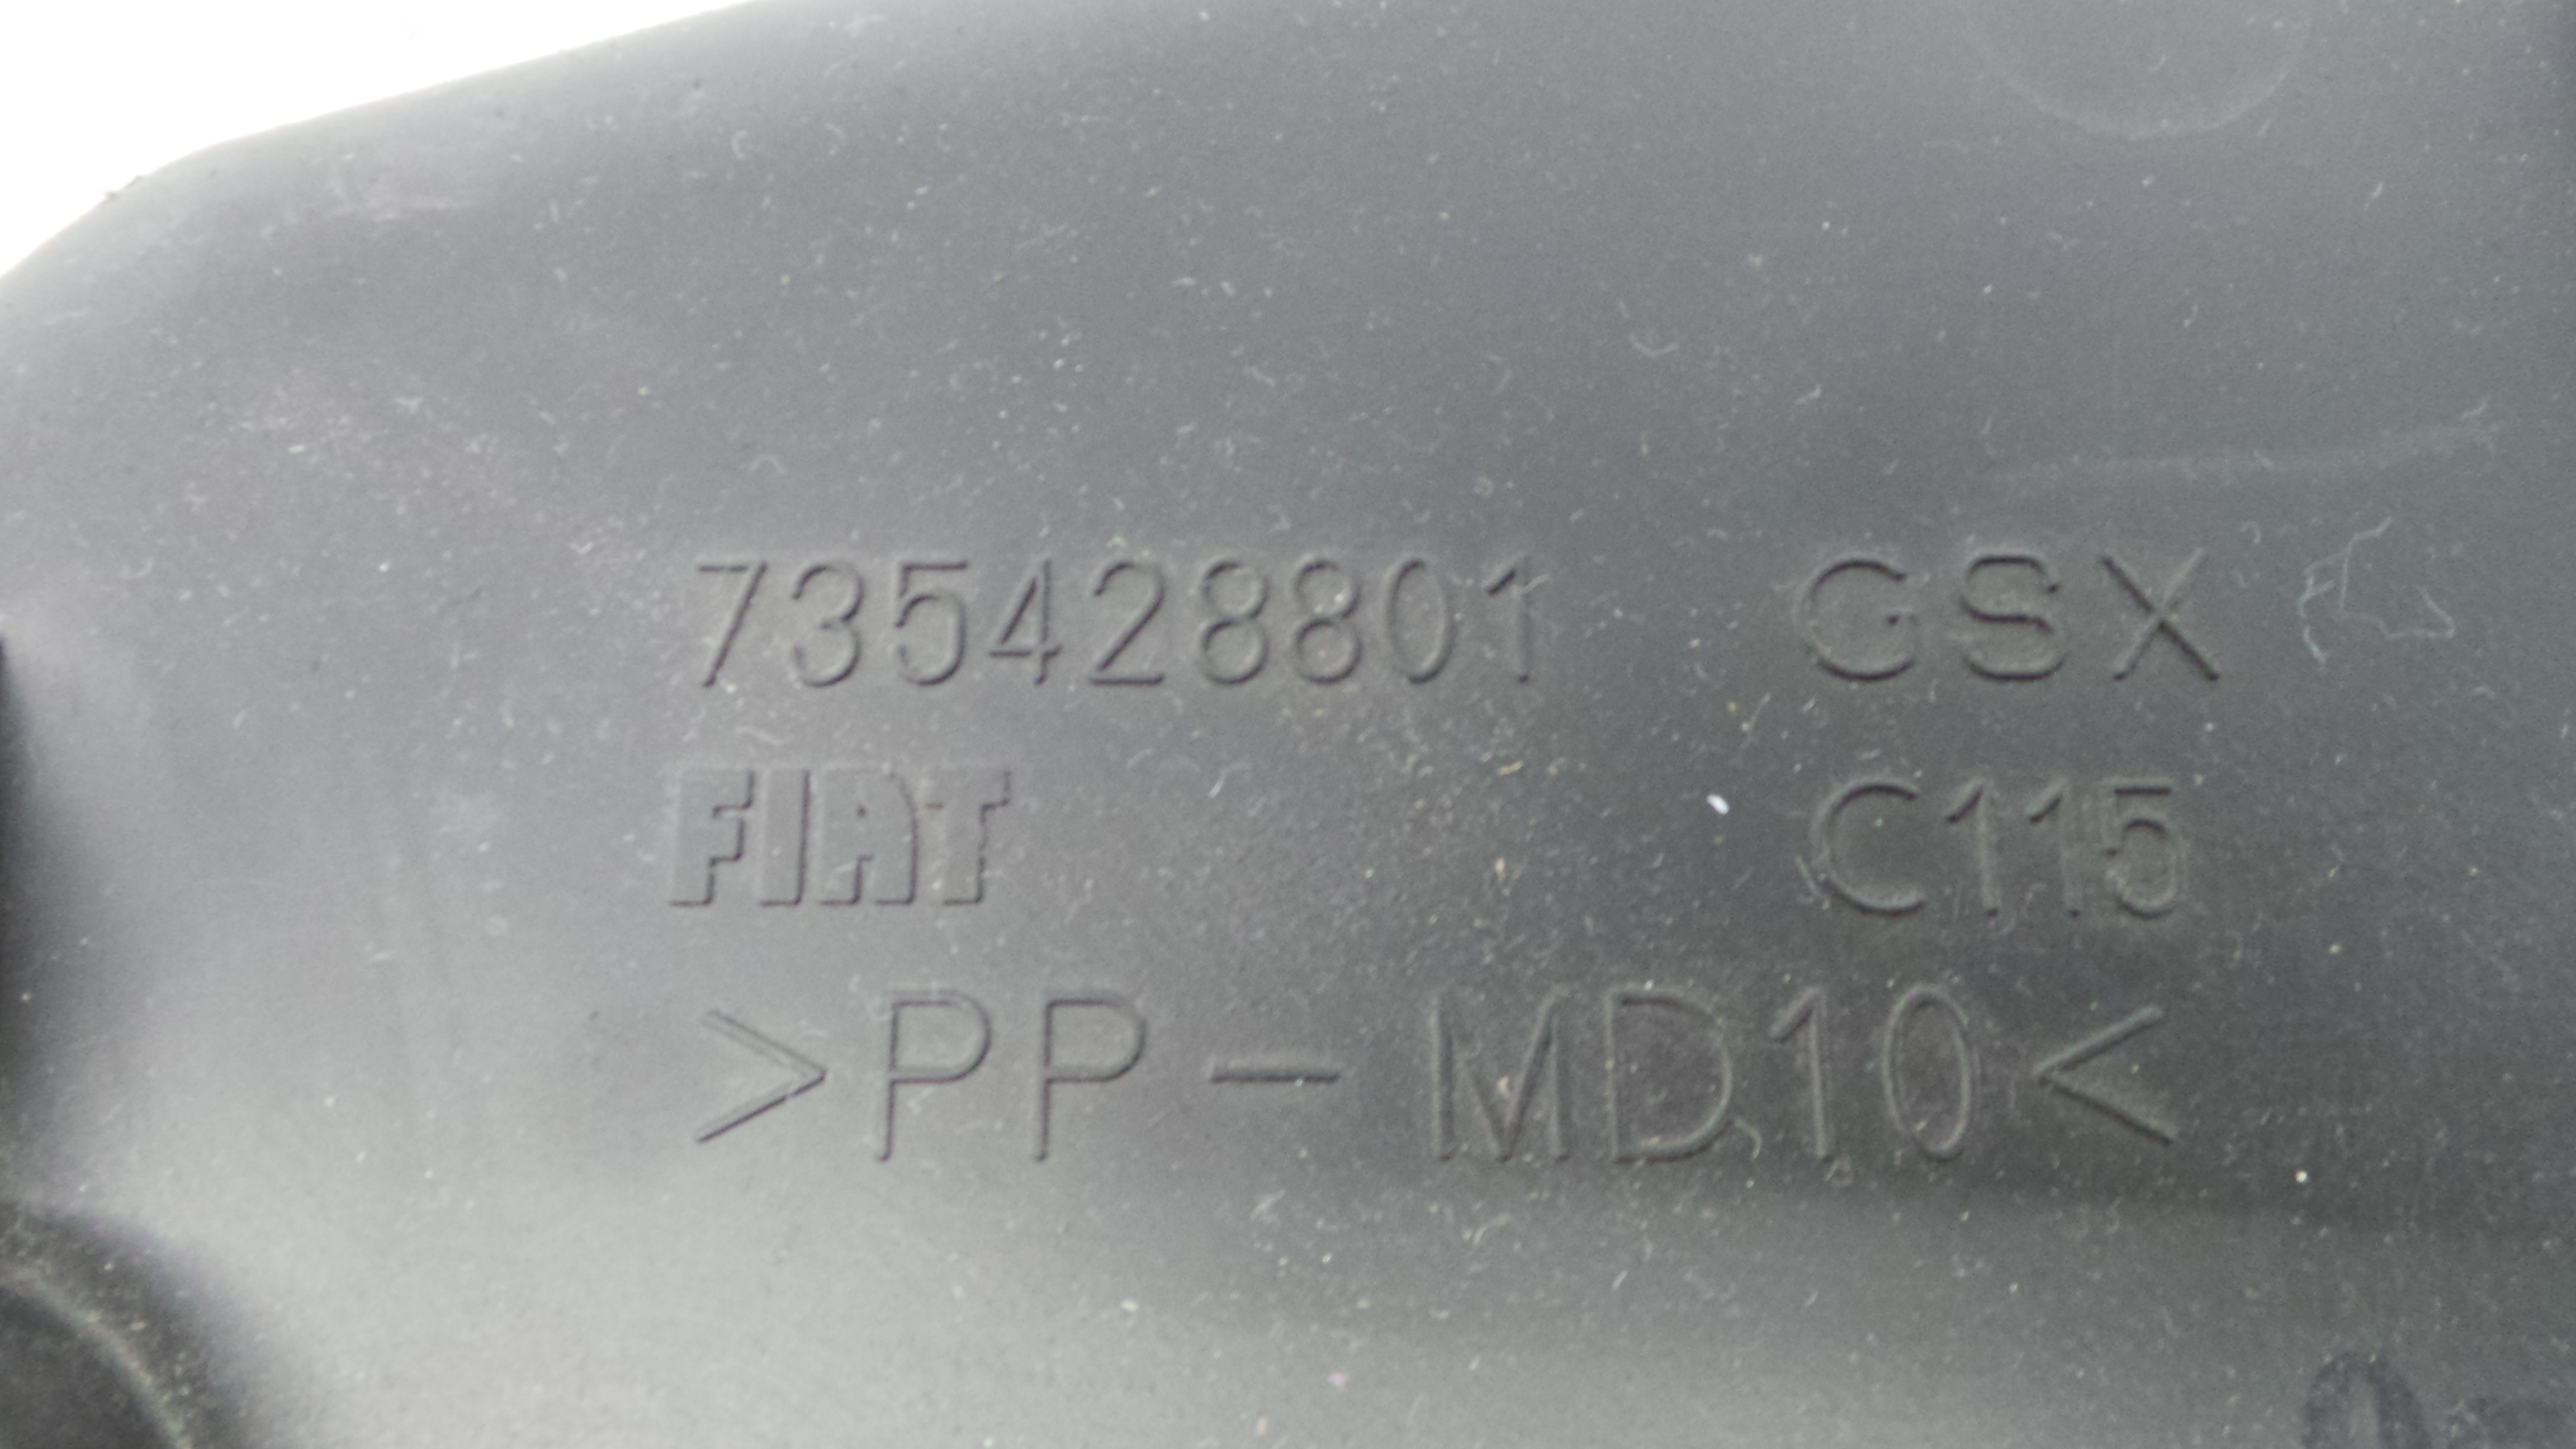 735428801 GSX
FIAT C115
>PP-MD10<